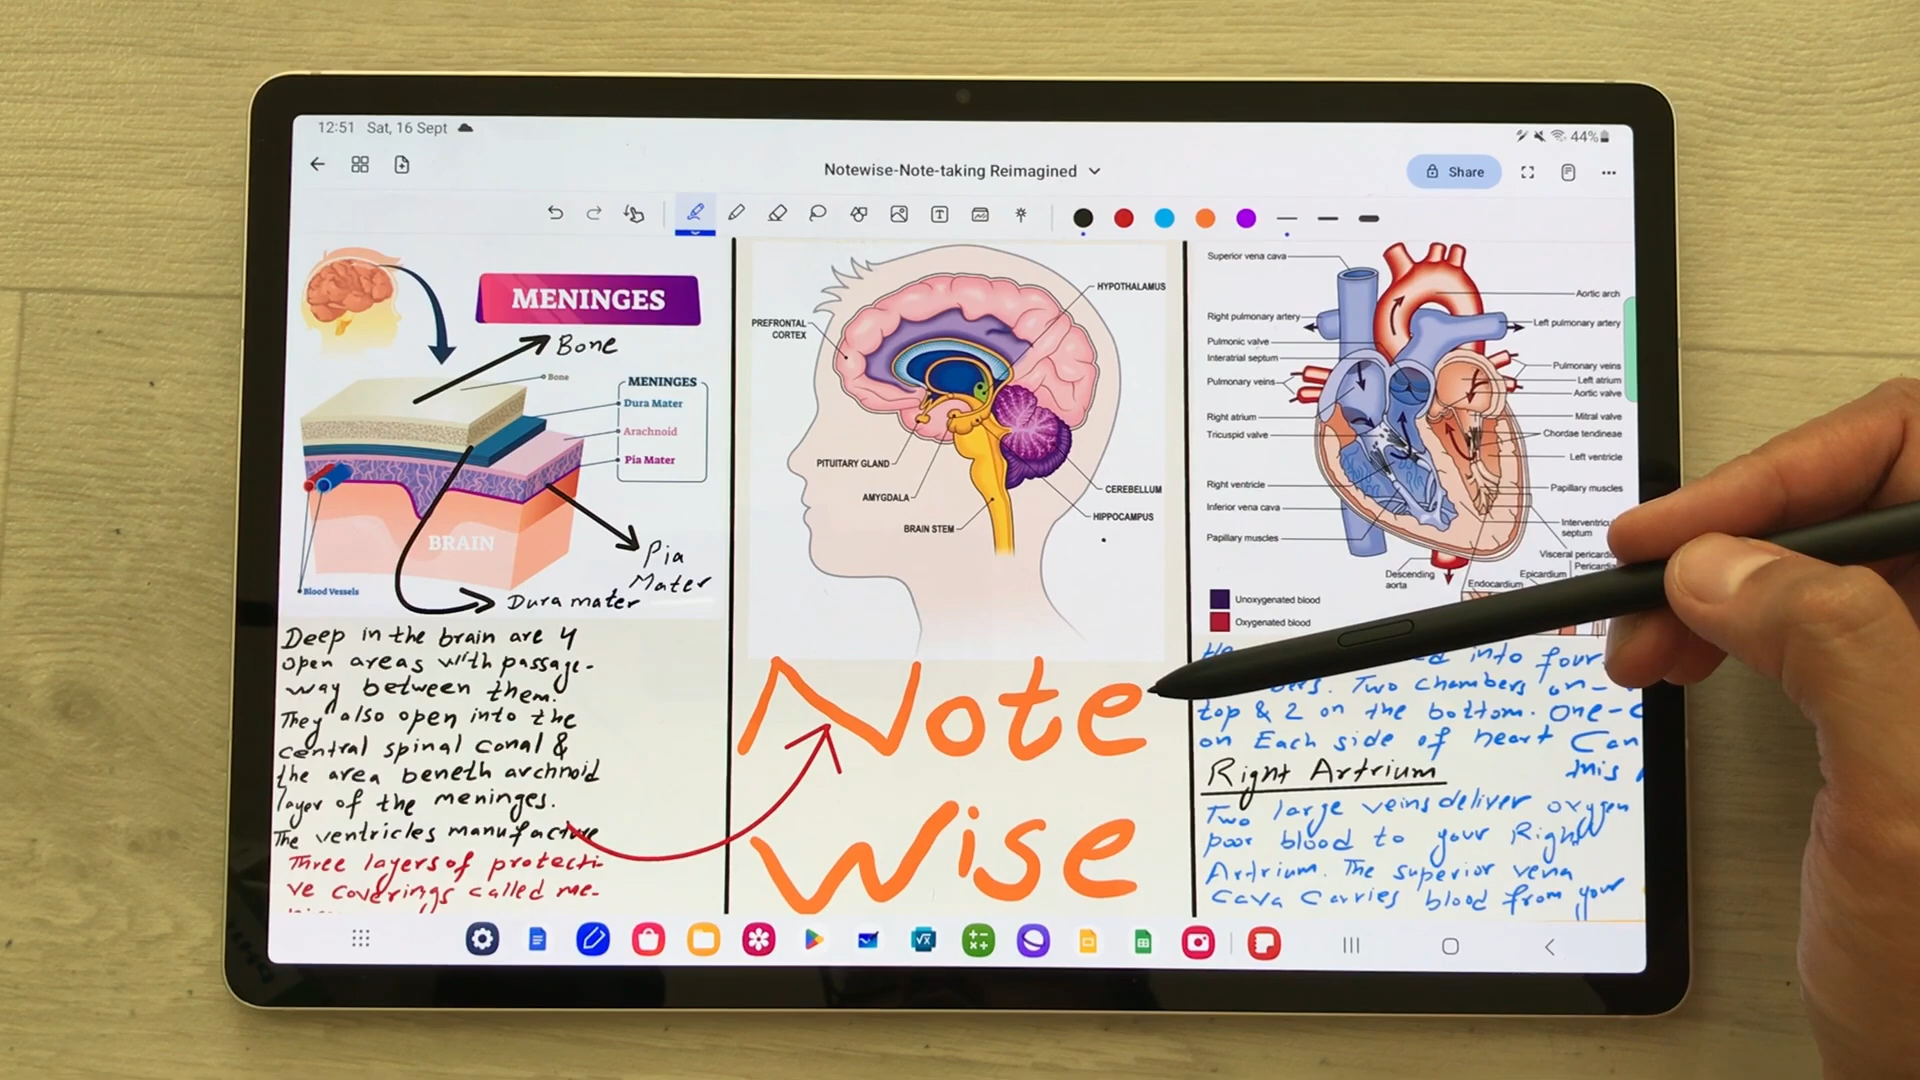 12:51 Sat, 16 Sept
44%
Notewise-Note-taking Reimagined
Share
MENINGES
Bone
Bone
MENINGES
Dura Mater
Arachnoid
Pia Mater
BRAIN
Blood Vessels
Pia
Mater
Dura mater
Deep in the brain are 4
open areas with passage-
way between them.
They also open into the
central spinal conal &
the area beneth archnoid
layer of the meninges.
The ventricles manufacture
Three layers of protecti-
ve coverings called me-
PREFRONTAL
CORTEX
HYPOTHALAMUS
PITUITARY GLAND
AMYGDALA
BRAIN STEM
CEREBELLUM
HIPPOCAMPUS
Note
Wise
Superior vena cava
Aortic arch
Right pulmonary artery
Left pulmonary artery
Pulmonic valve
Interatrial septum
Pulmonary veins
Pulmonary veins
Left atrium
Aortic valve
Right atrium
Mitral valve
Tricuspid valve
Chordae tendineae
Left ventricle
Right ventricle
Papillary muscles
Inferior vena cava
septum
Papillary muscles
Descending
aorta
Endocardium
Epicardium
Unoxygenated blood
Oxygenated blood
into four
Two chambers on-
top & 2 on the bottom. One-
on Each side of heart Can
this
Right Artrium
Two large veins deliver oxygen
poor blood to your Right
Artrium. The superior vena
cava Carries blood from your